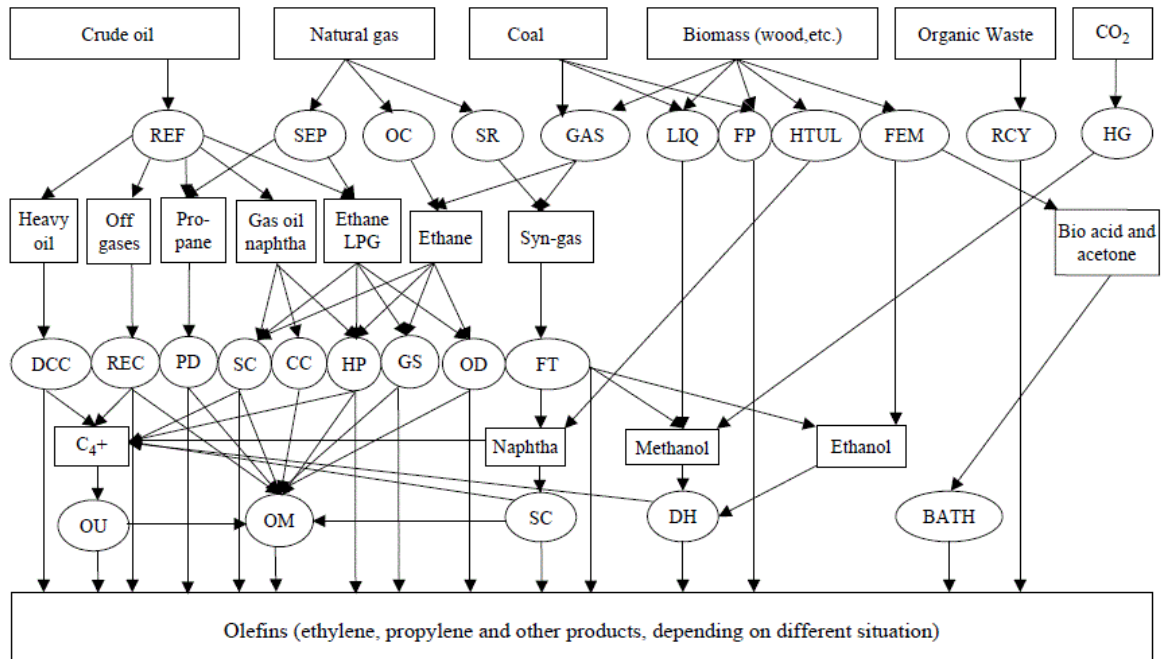 Crude oil
Natural gas
Coal
Biomass (wood,etc.)
Organic Waste
CO2
REF
SEP
OC
SR
GAS
LIQ
FP
HTUL
FEM
RCY
HG
Heavy
oil
Off
gases
Pro-
pane
Gas oil
naphtha
Ethane
LPG
Ethane
Syn-gas
Bio acid and
acetone
DCC
REC
PD
SC
CC
HP
GS
OD
FT
C4+
Naphtha
Methanol
Ethanol
OU
OM
SC
DH
BATH
Olefins (ethylene, propylene and other products, depending on different situation)